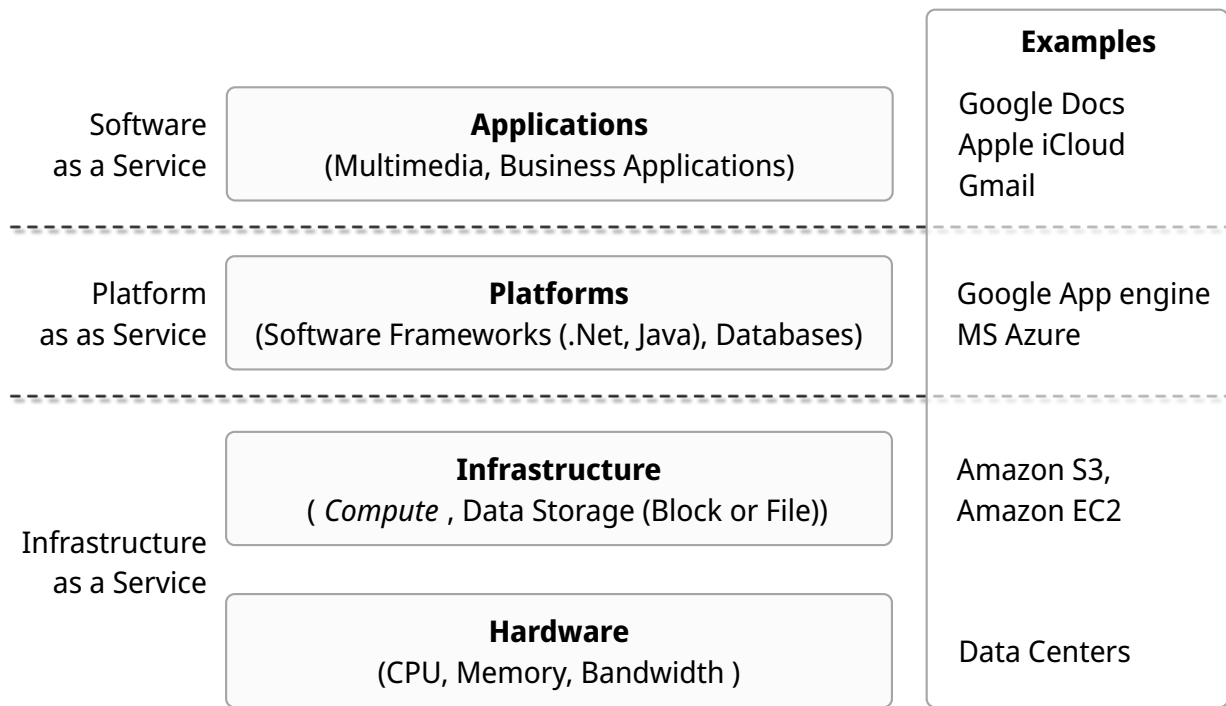 Examples
Software
as a Service
Applications
(Multimedia, Business Applications)
Google Docs
Apple iCloud
Gmail
Platform
as as Service
Platforms
(Software Frameworks (.Net, Java), Databases)
Google App engine
MS Azure
Infrastructure
as a Service
Infrastructure
( Compute , Data Storage (Block or File))
Amazon S3,
Amazon EC2
Hardware
(CPU, Memory, Bandwidth )
Data Centers